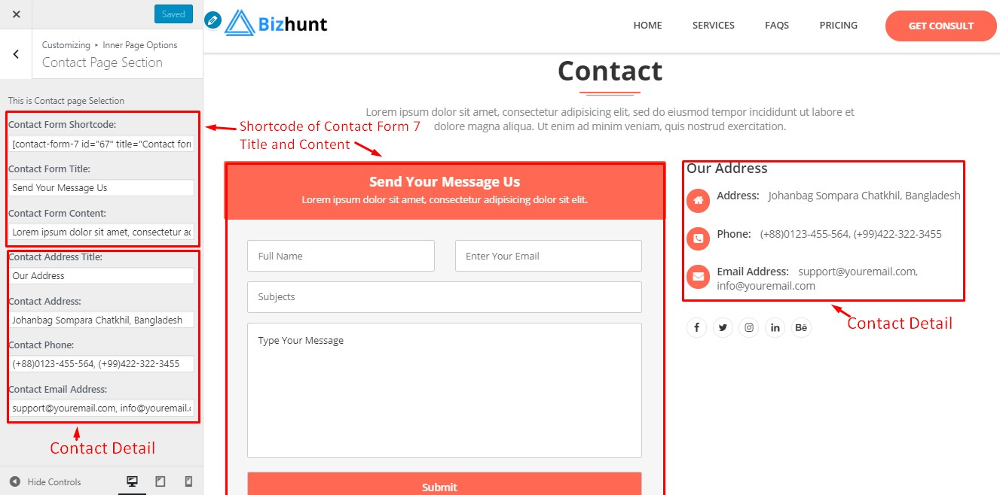 Saved
Customizing ▸ Inner Page Options
Contact Page Section
This is Contact page Selection
Contact Form Shortcode:
[contact-form-7 id="67" title="Contact forr
Contact Form Title:
Send Your Message Us
Contact Form Content:
Lorem ipsum dolor sit amet, consectetur ad
Contact Address Title:
Our Address
Contact Address:
Johanbag Sompara Chatkhil, Bangladesh
Contact Phone:
(+88)0123-455-564, (+99)422-322-3455
Contact Email Address:
support@youremail.com, info@youremail.c
Contact Detail
Hide Controls
Bizhunt
HOME
SERVICES
FAQS
PRICING
GET CONSULT
Contact
Lorem ipsum dolor sit amet, consectetur adipisicing elit, sed do eiusmod tempor incididunt ut labore et
dolore magna aliqua. Ut enim ad minim veniam, quis nostrud exercitation.
Shortcode of Contact Form 7
Title and Content
Send Your Message Us
Lorem ipsum dolor sit amet, consectetur adipisicing dolor sit elit.
Full Name
Enter Your Email
Subjects
Type Your Message
Submit
Our Address
Address: Johanbag Sompara Chatkhil, Bangladesh
Phone: (+88)0123-455-564, (+99)422-322-3455
Email Address: support@youremail.com,
info@youremail.com
Contact Detail